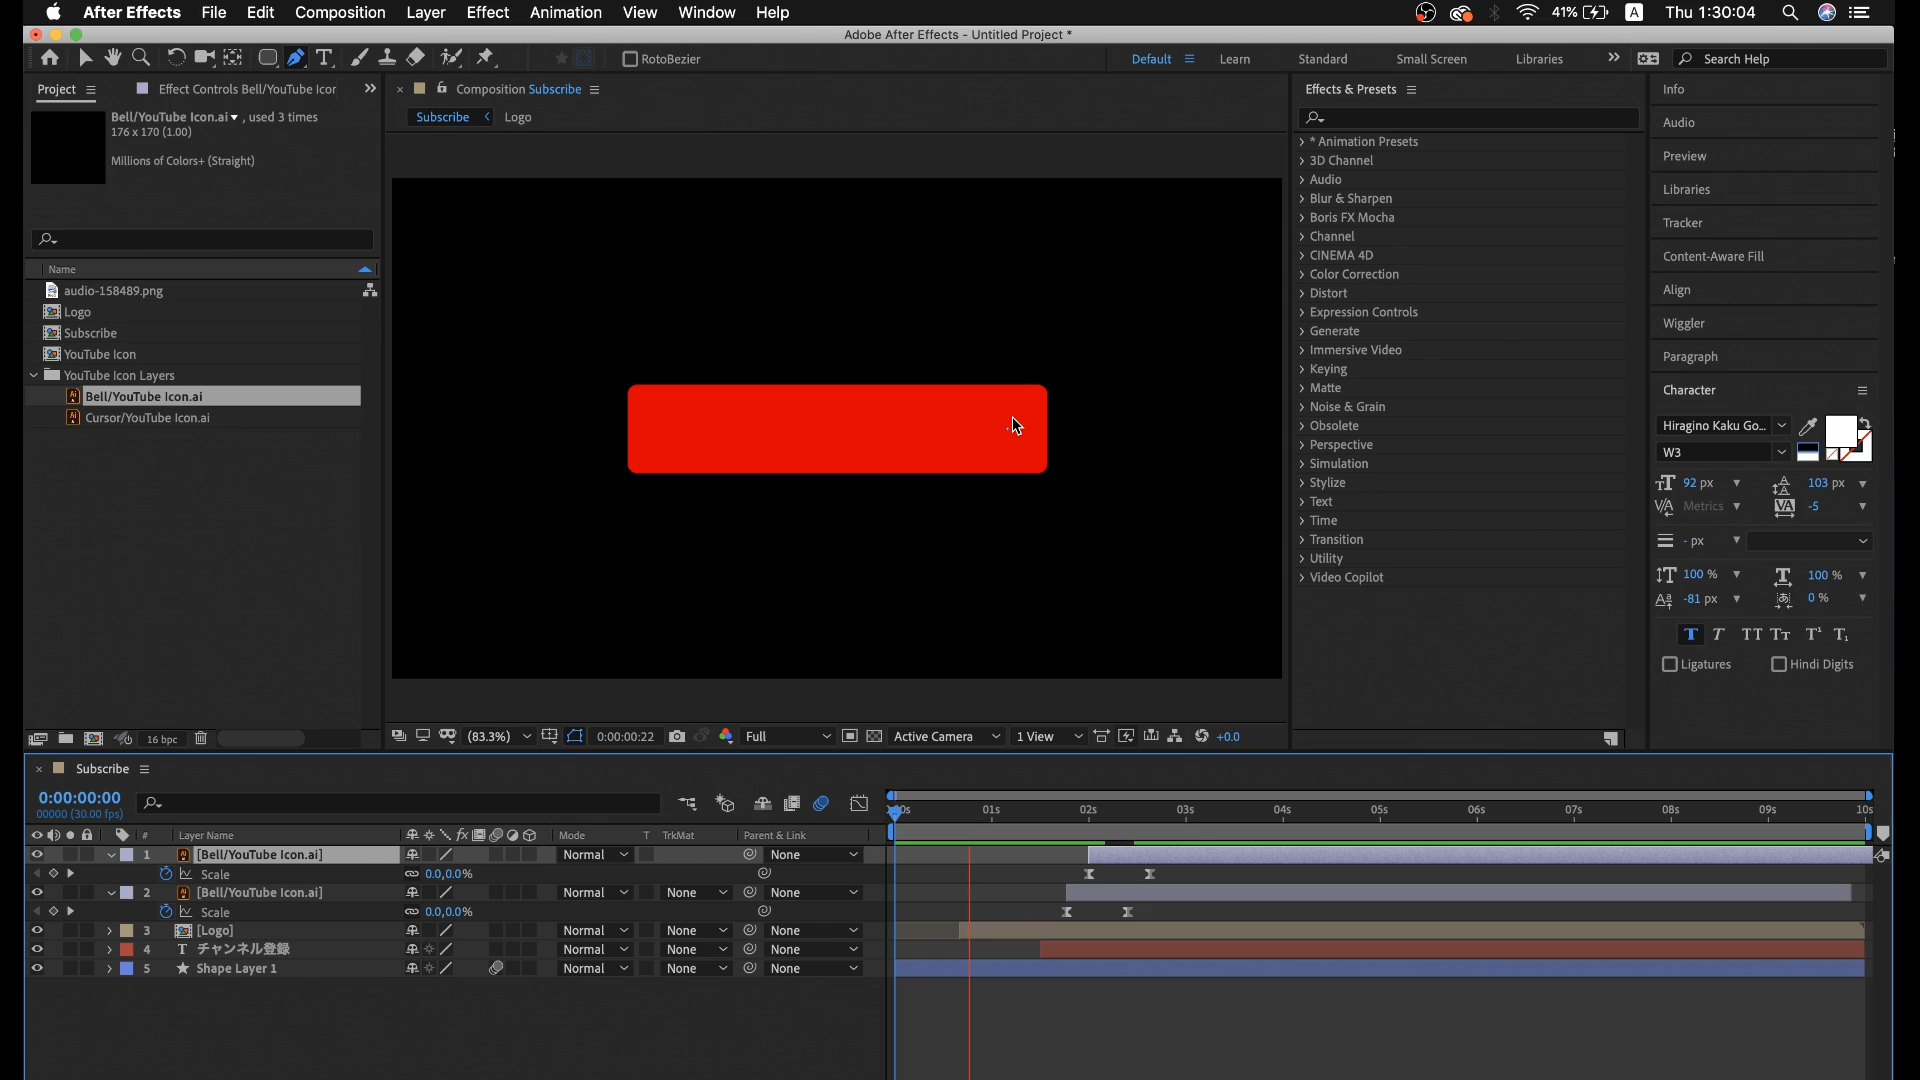 After Effects File Edit Composition Layer Effect Animation View Window Help 41% A Thu 1:30:04
Adobe After Effects - Untitled Project *
RotoBezier Default Learn Standard Small Screen Libraries Search Help
Project Effect Controls Bell/YouTube Icor
Bell/YouTube Icon.ai , used 3 times
176 x 170 (1.00)
Millions of Colors+ (Straight)
Name
audio-158489.png
Logo
Subscribe
YouTube Icon
YouTube Icon Layers
Bell/YouTube Icon.ai
Cursor/YouTube Icon.ai
16 bpc
Composition Subscribe
Subscribe Logo
(83.3%) 0:00:00:22 Full Active Camera 1 View +0.0
Effects & Presets
* Animation Presets
3D Channel
Audio
Blur & Sharpen
Boris FX Mocha
Channel
CINEMA 4D
Color Correction
Distort
Expression Controls
Generate
Immersive Video
Keying
Matte
Noise & Grain
Obsolete
Perspective
Simulation
Stylize
Text
Time
Transition
Utility
Video Copilot
Info
Audio
Preview
Libraries
Tracker
Content-Aware Fill
Align
Wiggler
Paragraph
Character
Hiragino Kaku Go...
W3
92 px 103 px
Metrics -5
- px
100 % 100 %
-81 px 0 %
T T TT Tт T¹ T₁
Ligatures Hindi Digits
Subscribe
0:00:00:00
00000 (30.00 fps)
01s 02s 03s 04s 05s 06s 07s 08s 09s 10s
# Layer Name Mode T TrkMat Parent & Link
1 [Bell/YouTube Icon.ai] Normal None
Scale 0.0,0.0%
2 [Bell/YouTube Icon.ai] Normal None None
Scale 0.0,0.0%
3 [Logo] Normal None None
4 T チャンネル登録 Normal None None
5 Shape Layer 1 Normal None None